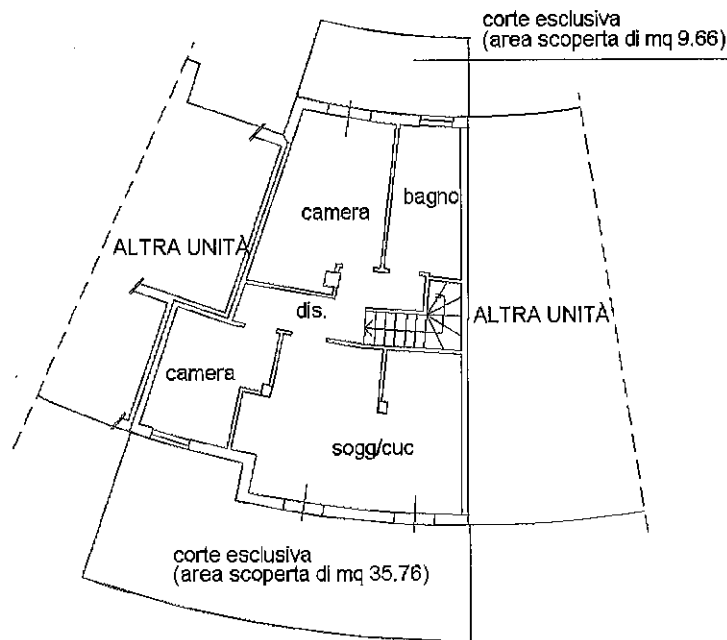 corte esclusiva
(area scoperta di mq 9.66)
camera
bagno
ALTRA UNITÀ
dis.
ALTRA UNITÀ
camera
sogg/cuc
corte esclusiva
(area scoperta di mq 35.76)